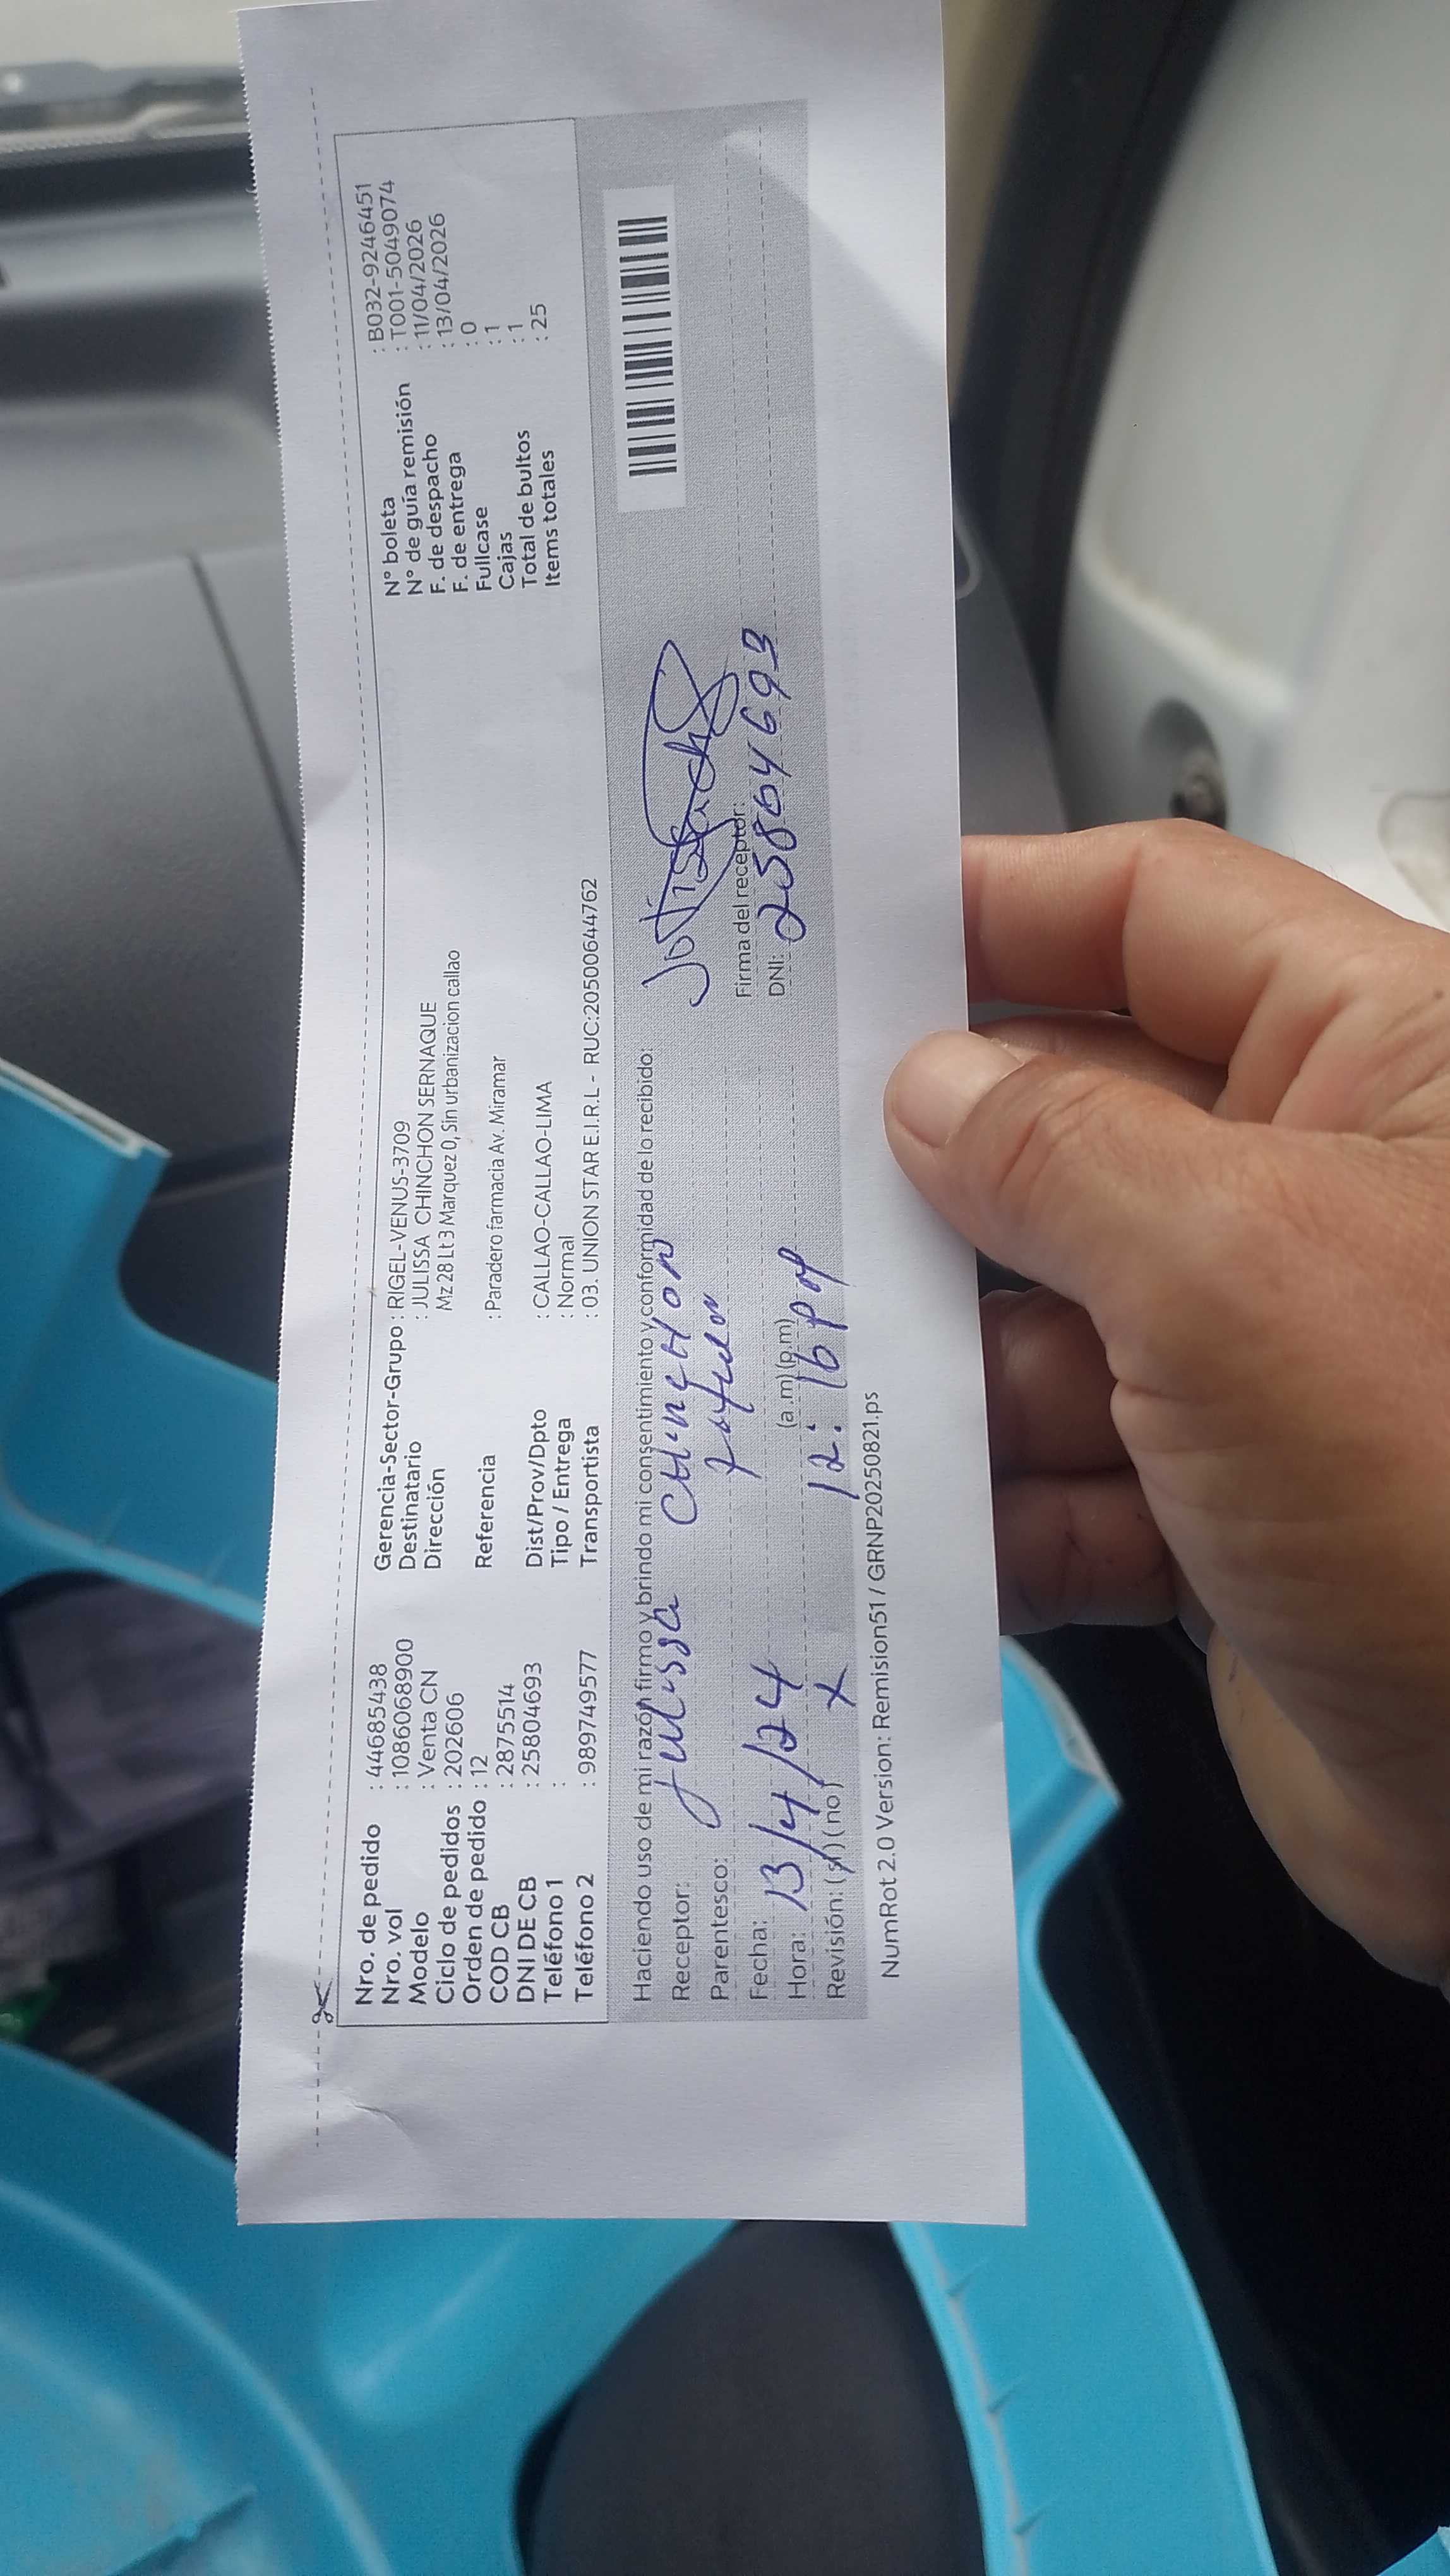 Nro. de pedido : 44685438
Nro. vol : 1086068900
Modelo : Venta CN
Ciclo de pedidos : 202606
Orden de pedido : 12
COD CB : 2875514
DNI DE CB : 25804693
Teléfono 1 :
Teléfono 2 : 989749577
Gerencia-Sector-Grupo : RIGEL-VENUS-3709
Destinatario : JULISSA CHINCHON SERNAQUE
Dirección Mz 28 Lt 3 Marquez 0, Sin urbanizacion callao
Referencia : Paradero farmacia Av. Miramar
Dist/Prov/Dpto : CALLAO-CALLAO-LIMA
Tipo / Entrega : Normal
Transportista : 03. UNION STAR E.I.R.L - RUC:20500644762
N° boleta : B032-9246451
N° de guía remisión : T001-5049074
F. de despacho : 11/04/2026
F. de entrega : 13/04/2026
Fullcase : 0
Cajas : 1
Total de bultos : 1
Items totales : 25
Haciendo uso de mi razón firmo y brindo mi consentimiento y conformidad de lo recibido:
Receptor: Julissa CHINCHON
Parentesco:
Fecha: 13/4/24
Hora: (a.m) (p.m) 12:16 pm
Revisión: (si) (no) x
Firma del receptor:
DNI: 25804693
NumRot 2.0 Version: Remision51 / GRNP20250821.ps